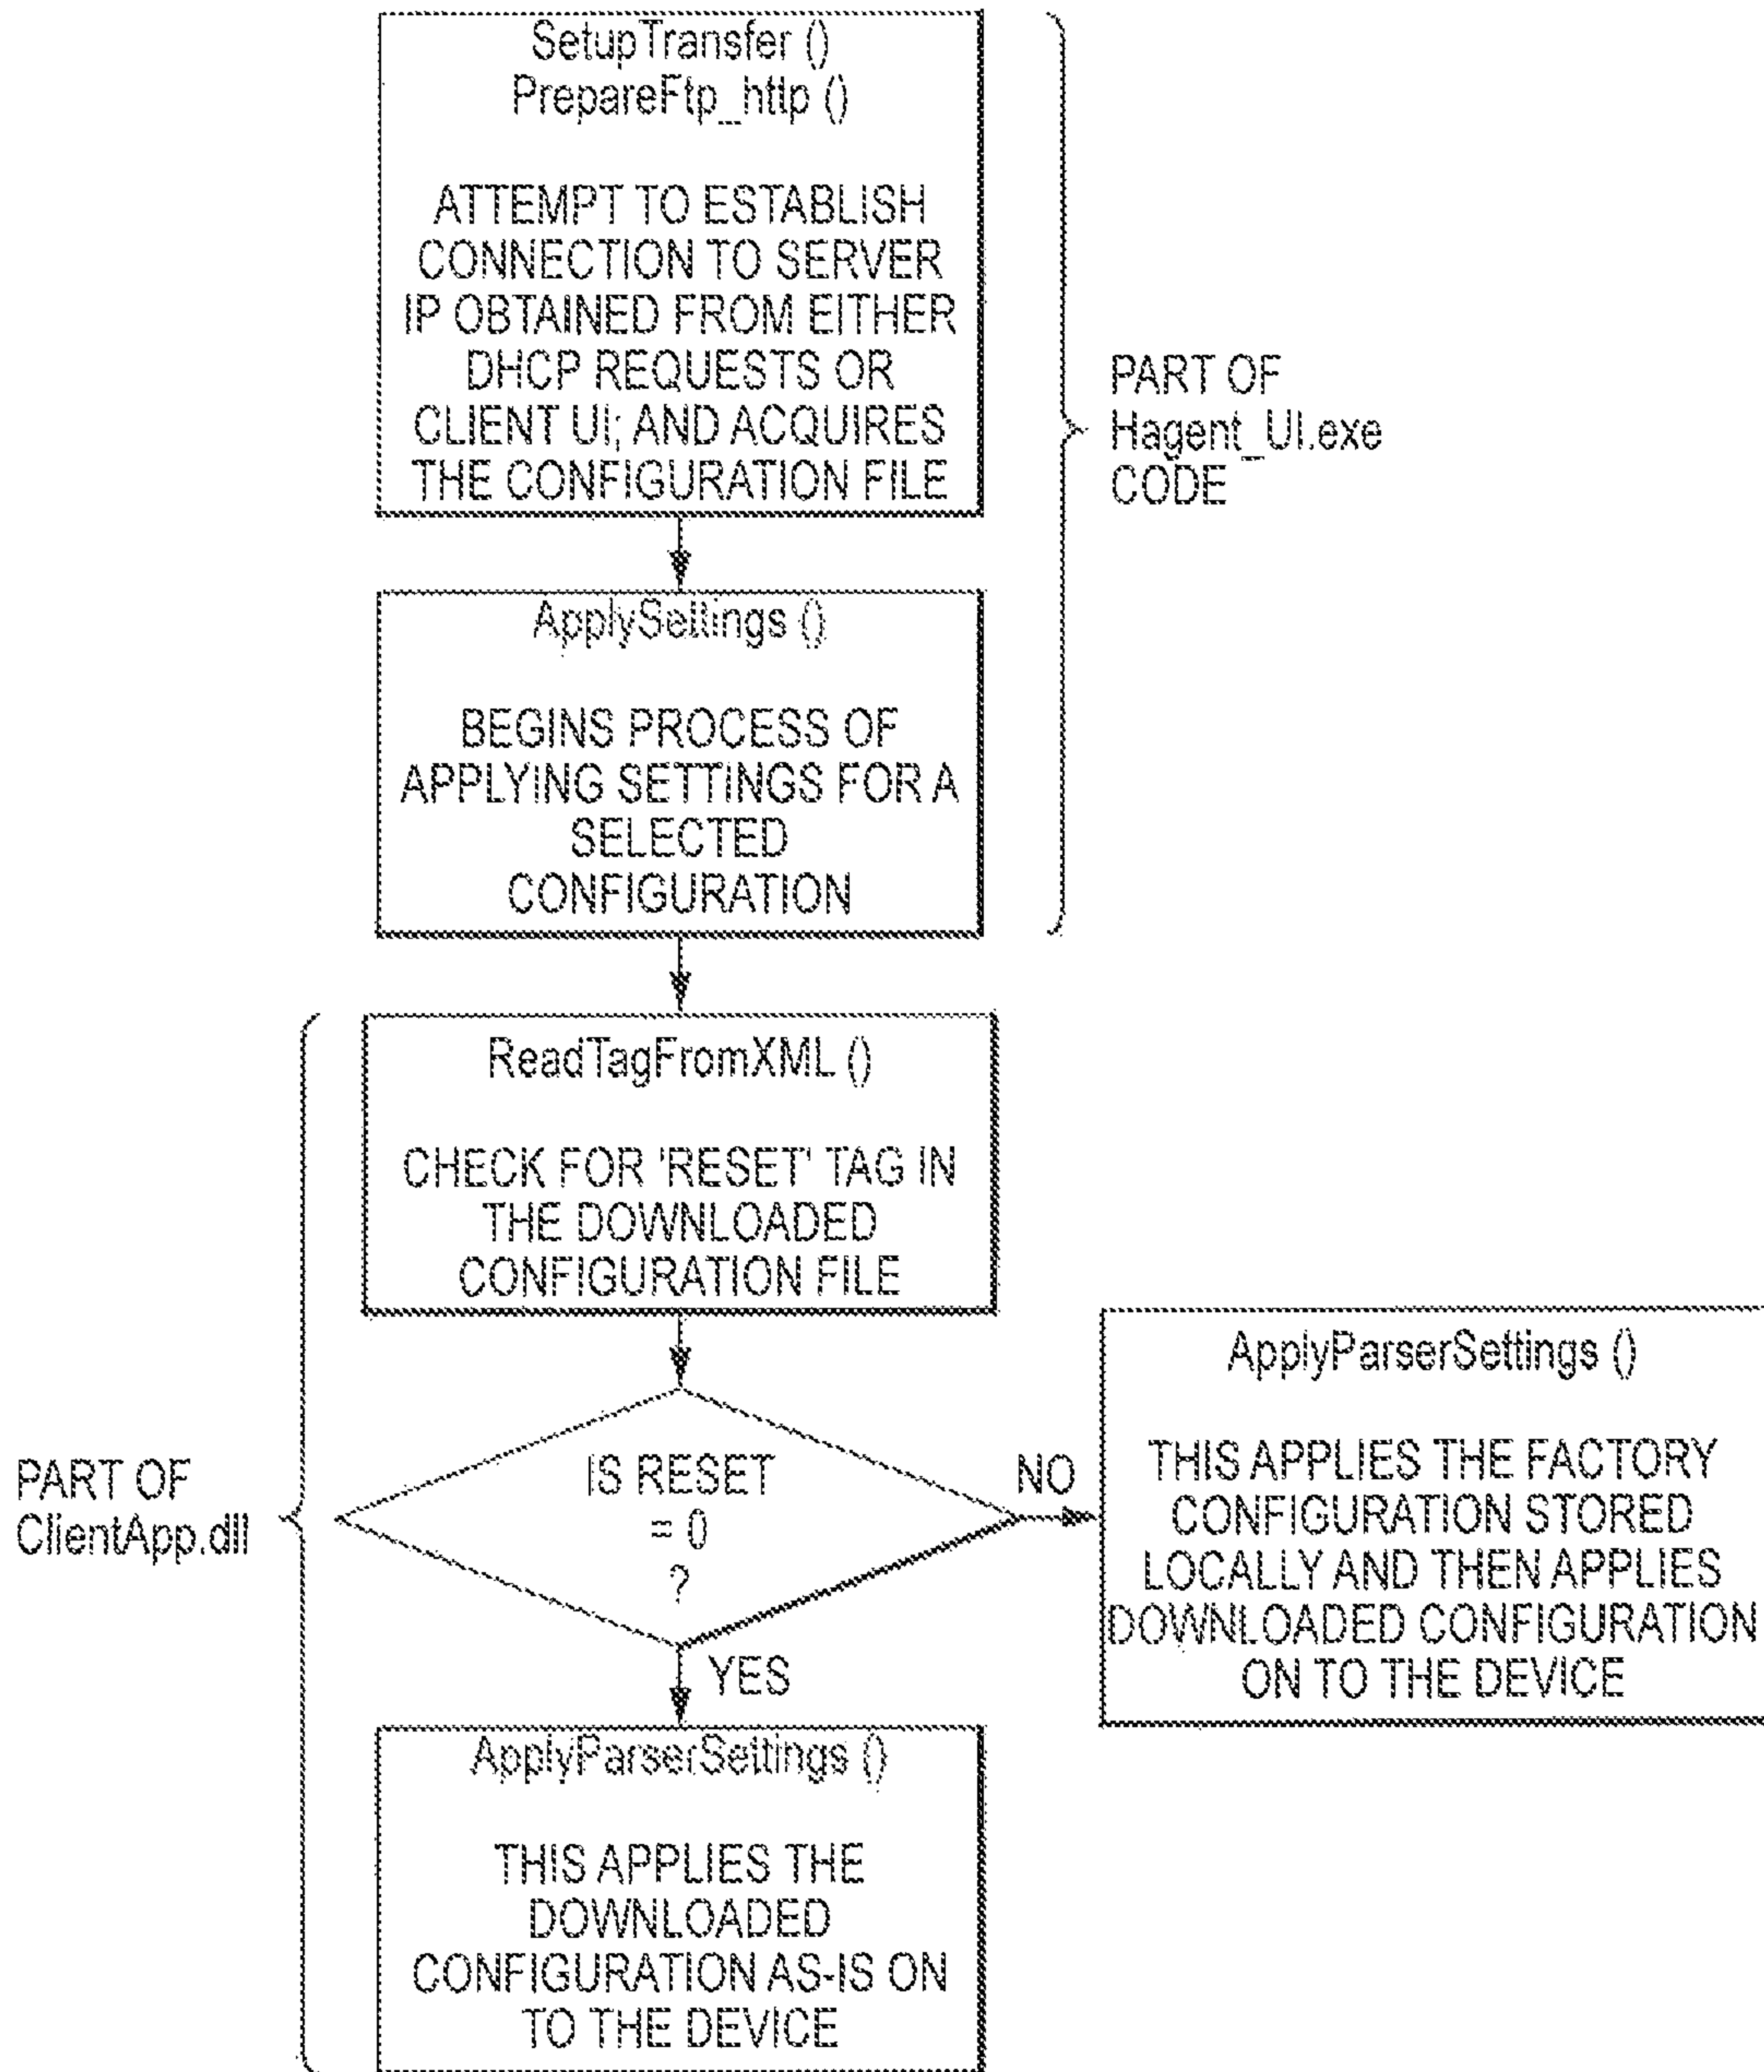 SetupTransfer ()
PrepareFtp_http ()
ATTEMPT TO ESTABLISH
CONNECTION TO SERVER
IP OBTAINED FROM EITHER
DHCP REQUESTS OR
CLIENT UI; AND ACQUIRES
THE CONFIGURATION FILE
PART OF
Hagent_UI.exe
CODE
ApplySettings ()
BEGINS PROCESS OF
APPLYING SETTINGS FOR A
SELECTED
CONFIGURATION
ReadTagFromXML ()
CHECK FOR 'RESET' TAG IN
THE DOWNLOADED
CONFIGURATION FILE
PART OF
ClientApp.dll
IS RESET
= 0
?
NO
ApplyParserSettings ()
THIS APPLIES THE FACTORY
CONFIGURATION STORED
LOCALLY AND THEN APPLIES
DOWNLOADED CONFIGURATION
ON TO THE DEVICE
YES
ApplyParserSettings ()
THIS APPLIES THE
DOWNLOADED
CONFIGURATION AS-IS ON
TO THE DEVICE